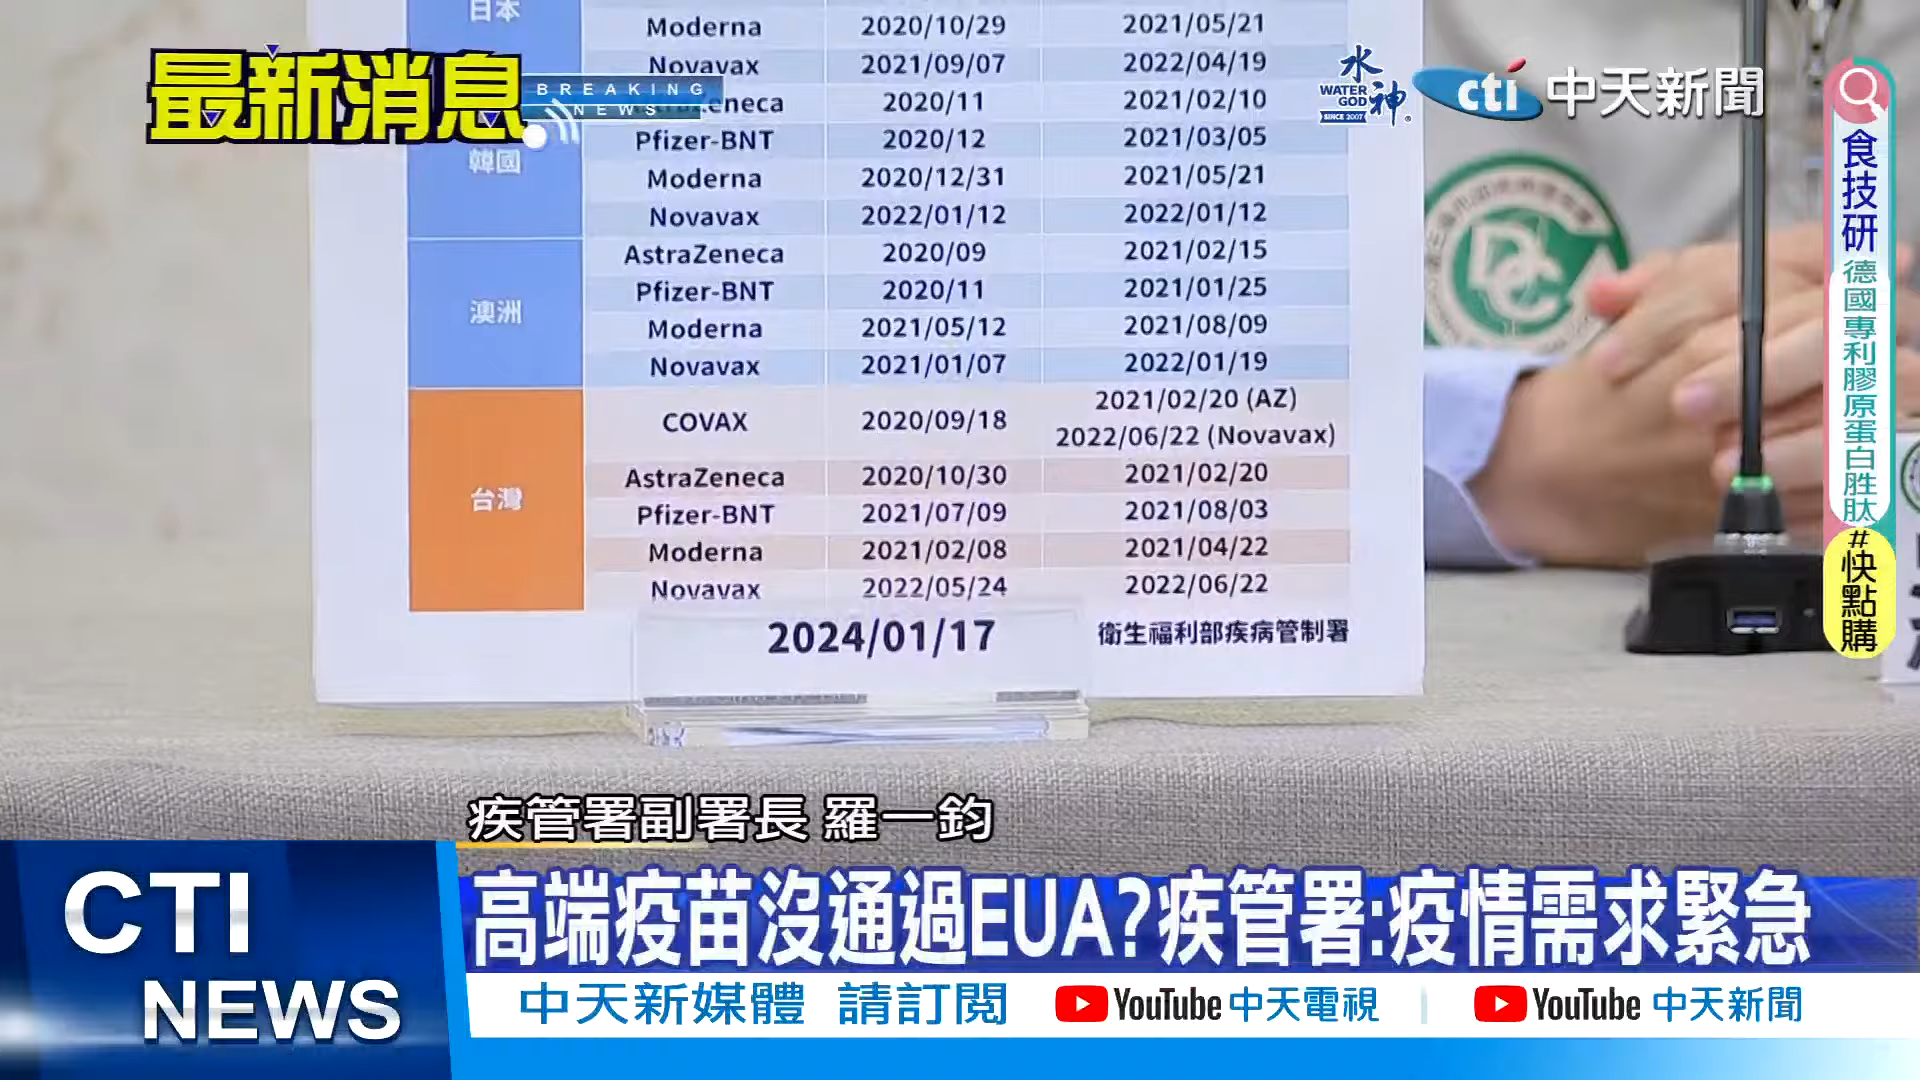 最新消息
BREAKING
NEWS
日本
Moderna 2020/10/29 2021/05/21
Novavax 2021/09/07 2022/04/19
韓國
AstraZeneca 2020/11 2021/02/10
Pfizer-BNT 2020/12 2021/03/05
Moderna 2020/12/31 2021/05/21
Novavax 2022/01/12 2022/01/12
澳洲
AstraZeneca 2020/09 2021/02/15
Pfizer-BNT 2020/11 2021/01/25
Moderna 2021/05/12 2021/08/09
Novavax 2021/01/07 2022/01/19
台灣
COVAX 2020/09/18 2021/02/20 (AZ)
2022/06/22 (Novavax)
AstraZeneca 2020/10/30 2021/02/20
Pfizer-BNT 2021/07/09 2021/08/03
Moderna 2021/02/08 2021/04/22
Novavax 2022/05/24 2022/06/22
2024/01/17 衛生福利部疾病管制署
水神
WATER
GOD
SINCE 2007
cti 中天新聞
食技研
德國專利膠原蛋白胜肽
#快點購
疾管署副署長 羅一鈞
CTI
NEWS
高端疫苗沒通過EUA?疾管署:疫情需求緊急
中天新媒體 請訂閱 YouTube 中天電視 YouTube 中天新聞